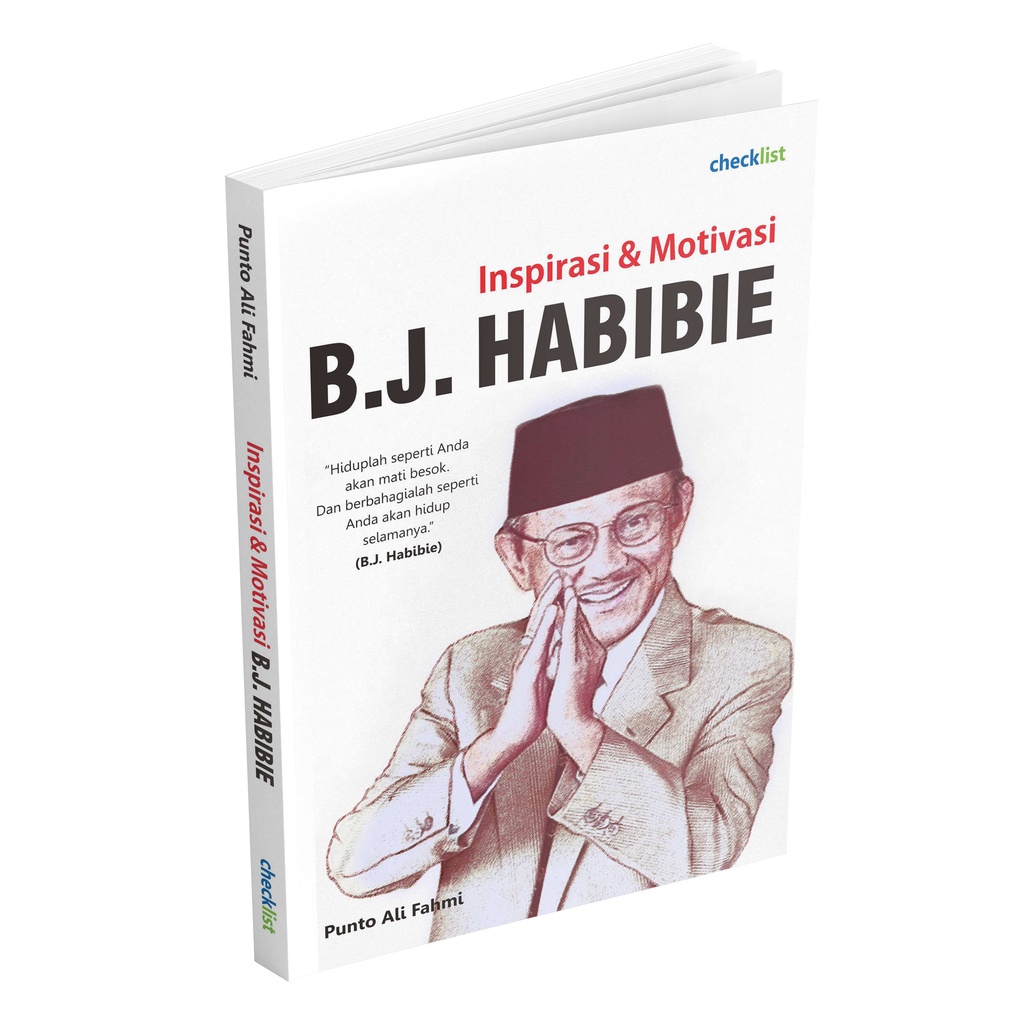 checklist
Inspirasi & Motivasi
B.J. HABIBIE
“Hiduplah seperti Anda
akan mati besok.
Dan berbahagialah seperti
Anda akan hidup
selamanya.”
(B.J. Habibie)
Punto Ali Fahmi
Punto Ali Fahmi
Inspirasi & Motivasi B.J. HABIBIE
checklist